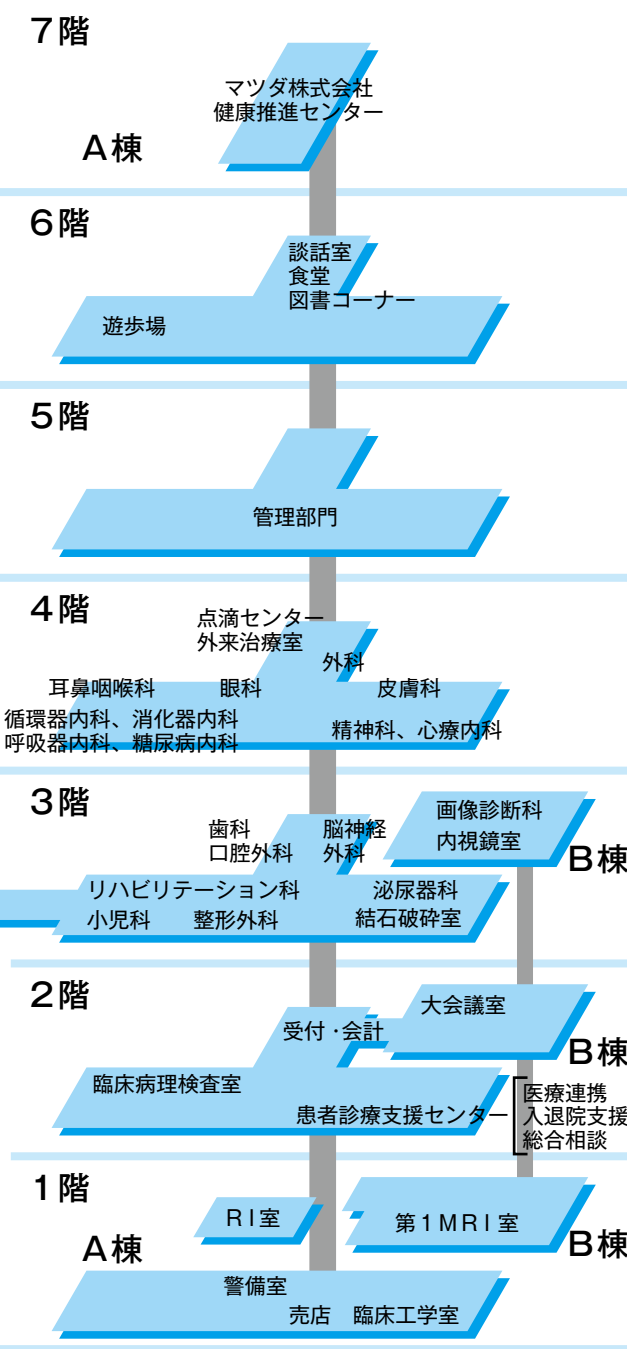 7階
マツダ株式会社
健康推進センター
A棟
6階
談話室
食堂
図書コーナー
遊歩場
5階
管理部門
4階
点滴センター
外来治療室
外科
耳鼻咽喉科 眼科 皮膚科
循環器内科、消化器内科
呼吸器内科、糖尿病内科
精神科、心療内科
3階
歯科
口腔外科
脳神経
外科
画像診断科
内視鏡室
B棟
リハビリテーション科 泌尿器科
小児科 整形外科 結石破砕室
2階
受付・会計
大会議室
B棟
臨床病理検査室
患者診療支援センター
医療連携
入退院支援
総合相談
1階
RI室
第1MRI室
A棟
B棟
警備室
売店 臨床工学室